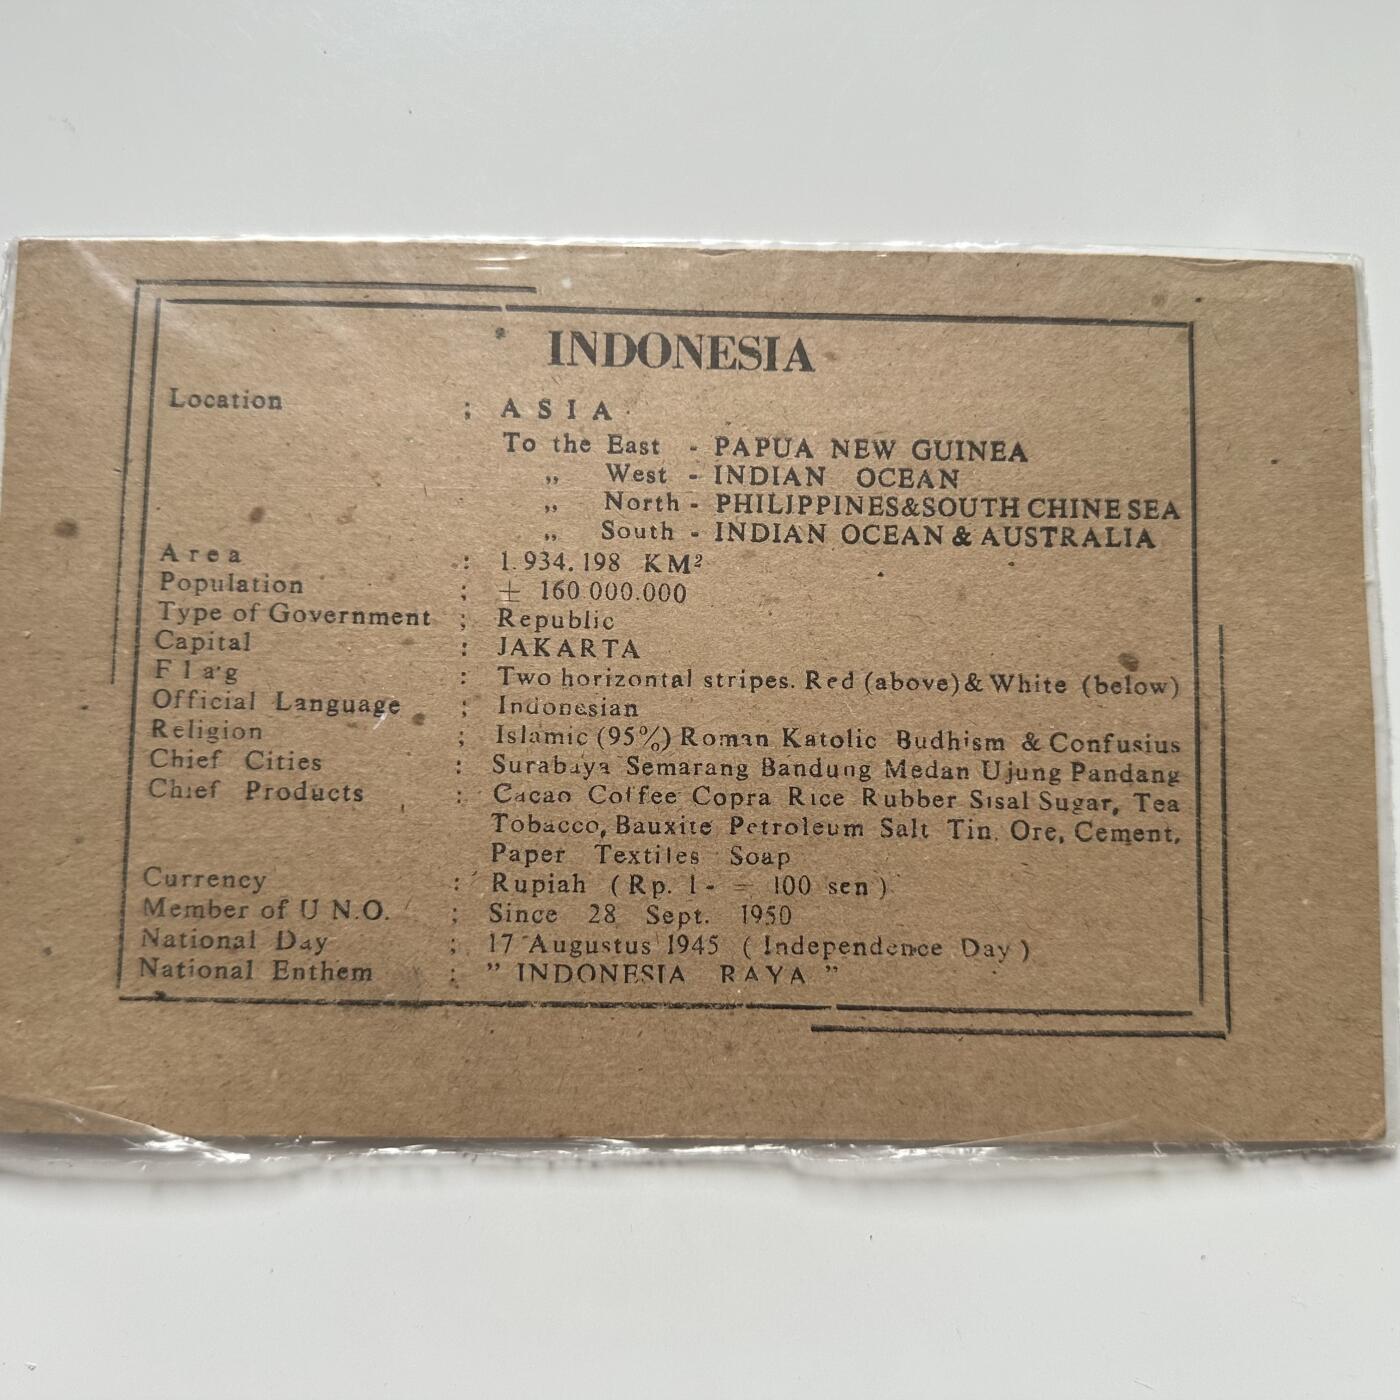 INDONESIA
Location : ASIA
To the East - PAPUA NEW GUINEA
„ West - INDIAN OCEAN
„ North - PHILIPPINES&SOUTH CHINE SEA
„ South - INDIAN OCEAN & AUSTRALIA
Area : 1.934.198 KM²
Population : ± 160.000.000
Type of Government : Republic
Capital : JAKARTA
Flag : Two horizontal stripes. Red (above) & White (below)
Official Language : Indonesian
Religion : Islamic (95%) Roman Katolic Budhism & Confusius
Chief Cities : Surabaya Semarang Bandung Medan Ujung Pandang
Chief Products : Cacao Coffee Copra Rice Rubber Sisal Sugar, Tea
Tobacco, Bauxite Petroleum Salt Tin. Ore, Cement,
Paper Textiles Soap
Currency : Rupiah (Rp. 1- = 100 sen)
Member of U N.O. : Since 28 Sept. 1950
National Day : 17 Augustus 1945 (Independence Day)
National Enthem : " INDONESIA RAYA "